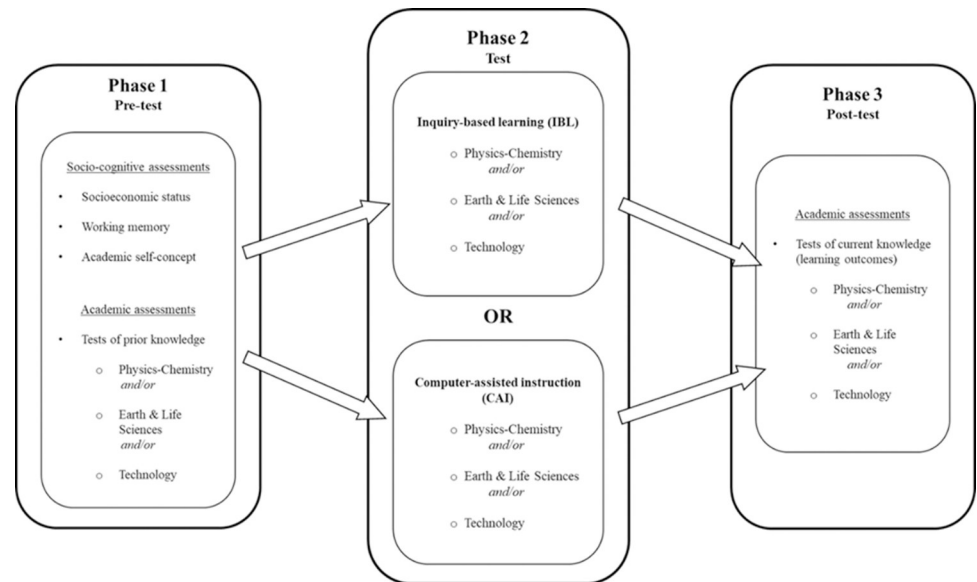 Phase 1
Pre-test
Socio-cognitive assessments
• Socioeconomic status
• Working memory
• Academic self-concept
Academic assessments
• Tests of prior knowledge
○ Physics-Chemistry
and/or
○ Earth & Life
Sciences
and/or
○ Technology
Phase 2
Test
Inquiry-based learning (IBL)
○ Physics-Chemistry
and/or
○ Earth & Life Sciences
and/or
○ Technology
OR
Computer-assisted instruction
(CAI)
○ Physics-Chemistry
and/or
○ Earth & Life Sciences
and/or
○ Technology
Phase 3
Post-test
Academic assessments
• Tests of current knowledge
(learning outcomes)
○ Physics-Chemistry
and/or
○ Earth & Life
Sciences
and/or
○ Technology